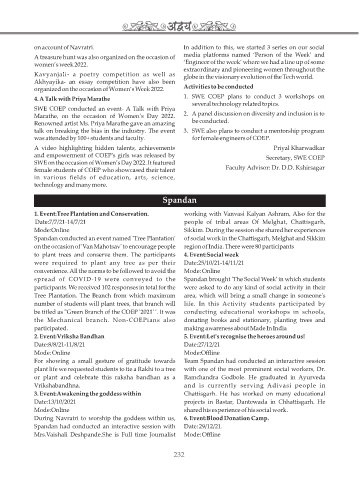 अद्वय
on account of Navratri.
A treasure hunt was also organized on the occasion of
women's week 2022.
Kavyanjali- a poetry competition as well as
Akhyayika- an essay competition have also been
organized on the occasion of Women's Week 2022.
4. A Talk with Priya Marathe
SWE COEP conducted an event- A Talk with Priya
Marathe, on the occasion of Women's Day 2022.
Renowned artist Ms. Priya Marathe gave an amazing
talk on breaking the bias in the industry. The event
was attended by 100+ students and faculty.
A video highlighting hidden talents, achievements
and empowerment of COEP's girls was released by
SWE on the occasion of Women's Day 2022. It featured
female students of COEP who showcased their talent
in various fields of education, arts, science,
technology and many more.
In addition to this, we started 3 series on our social
media platforms named 'Person of the Week' and
'Engineer of the week' where we had a line up of some
extraordinary and pioneering women throughout the
globe in the visionary evolution of the Tech world.
Activities to be conducted
1. SWE COEP plans to conduct 3 workshops on
several technology related topics.
2. A panel discussion on diversity and inclusion is to
be conducted.
3. SWE also plans to conduct a mentorship program
for female engineers of COEP.
Priyal Kharwadkar
Secretary, SWE COEP
Faculty Advisor: Dr. D.D. Kshirsagar
Spandan
1. Event:Tree Plantation and Conservation.
Date:7/7/21-14/7/21
Mode:Online
Spandan conducted an event named 'Tree Plantation'
on the occasion of 'Van Mahotsav' to encourage people
to plant trees and conserve them. The participants
were required to plant any tree as per their
convenience. All the norms to be followed to avoid the
spread of COVID-19 were conveyed to the
participants. We received 102 responses in total for the
Tree Plantation. The Branch from which maximum
number of students will plant trees, that branch will
be titled as "Green Branch of the COEP '2021''. It was
the Mechanical branch. Non-COEPians also
participated.
2. Event:Vriksha Bandhan
Date:8/8/21-11/8/21
Mode: Online
For showing a small gesture of gratitude towards
plant life we requested students to tie a Rakhi to a tree
or plant and celebrate this raksha bandhan as a
Vrikshabandhna.
3. Event:Awakening the goddess within
Date:13/10/2021
Mode:Online
During Navratri to worship the goddess within us,
Spandan had conducted an interactive session with
Mrs.Vaishali Deshpande.She is Full time Journalist
working with Vanvasi Kalyan Ashram, Also for the
people of tribal areas Of Melghat, Chattisgarh,
Sikkim. During the session she shared her experiences
of social work in the Chattisgarh, Melghat and Sikkim
region of India. There were 80 participants
4. Event:Social week
Date:29/10/21-14/11/21
Mode: Online
Spandan brought 'The Social Week' in which students
were asked to do any kind of social activity in their
area, which will bring a small change in someone's
life. In this Activity students participated by
conducting educational workshops in schools,
donating books and stationary, planting trees and
making awareness about Made In India
5. Event:Let's recognise the heroes around us!
Date:27/12/21
Mode:Offline
Team Spandan had conducted an interactive session
with one of the most prominent social workers, Dr.
Ramchandra Godbole. He graduated in Ayurveda
and is currently serving Adivasi people in
Chattisgarh. He has worked on many educational
projects in Bastar, Dantewada in Chhattisgarh. He
shared his experience of his social work.
6. Event:Blood Donation Camp.
Date: 29/12/21.
Mode: Offline
232